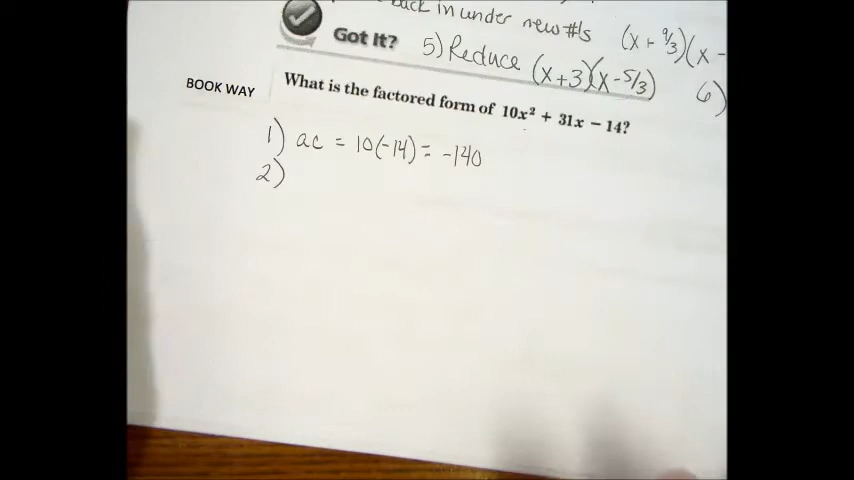 back in under new #'s (x + 9/3)(x -
Got It? 5) Reduce (x+3)(x-5/3) 6)
BOOK WAY What is the factored form of 10x² + 31x – 14?
1) ac = 10(-14) = -140
2)